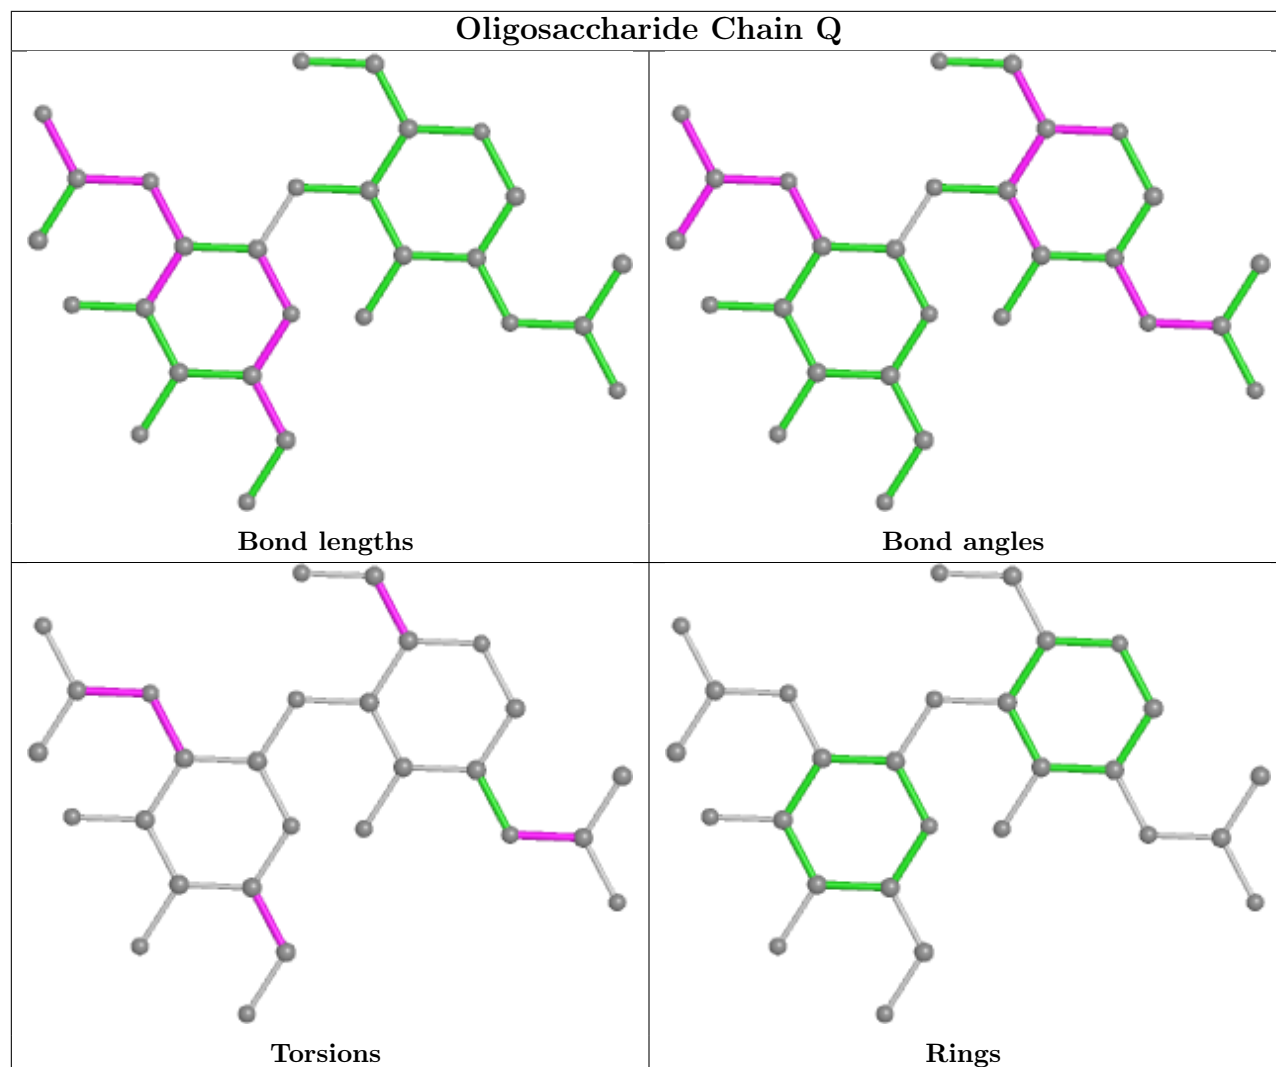 Oligosaccharide Chain Q
Bond lengths
Bond angles
Torsions
Rings